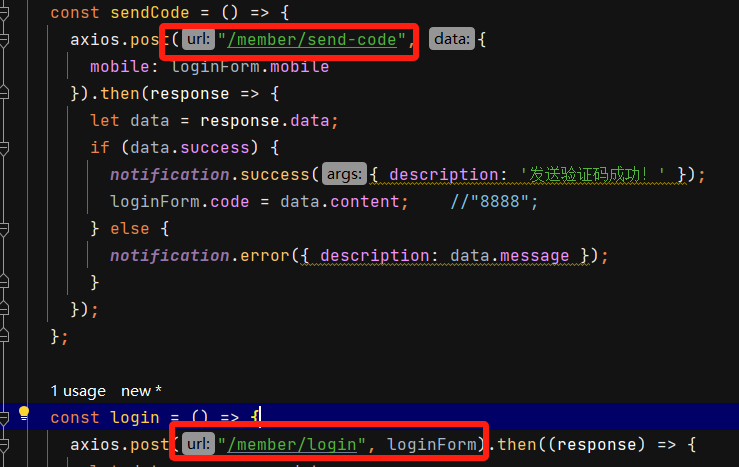 const sendCode = () => {
axios.post( url: "/member/send-code", data: {
mobile: loginForm.mobile
}).then(response => {
let data = response.data;
if (data.success) {
notification.success( args: { description: '发送验证码成功！' });
loginForm.code = data.content; //"8888";
} else {
notification.error({ description: data.message });
}
});
};
1 usage new *
const login = () => {
axios.post( url: "/member/login", loginForm).then((response) => {